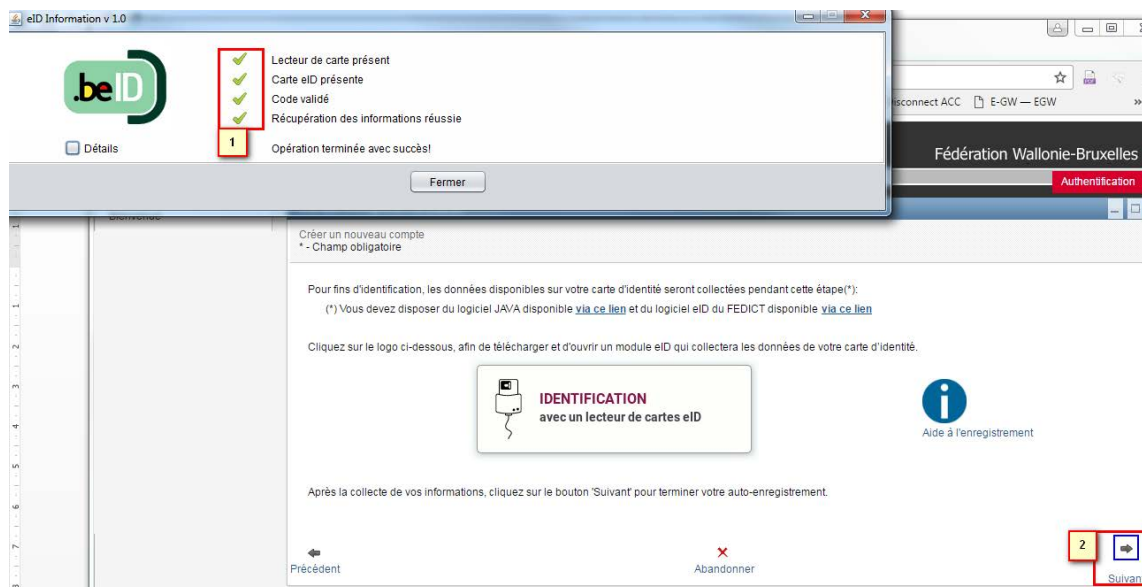 eID Information v 1.0
.beID
Lecteur de carte présent
Carte eID présente
Code validé
Récupération des informations réussie
1
Détails
Opération terminée avec succès!
Fermer
isconnect ACC
E-GW — EGW
»
Fédération Wallonie-Bruxelles
Authentification
Créer un nouveau compte
* - Champ obligatoire
Pour fins d'identification, les données disponibles sur votre carte d'identité seront collectées pendant cette étape(*):
(*) Vous devez disposer du logiciel JAVA disponible via ce lien et du logiciel eID du FEDICT disponible via ce lien
Cliquez sur le logo ci-dessous, afin de télécharger et d'ouvrir un module eID qui collectera les données de votre carte d'identité.
IDENTIFICATION
avec un lecteur de cartes eID
Aide à l'enregistrement
Après la collecte de vos informations, cliquez sur le bouton 'Suivant' pour terminer votre auto-enregistrement.
2
Précédent
Abandonner
Suivan